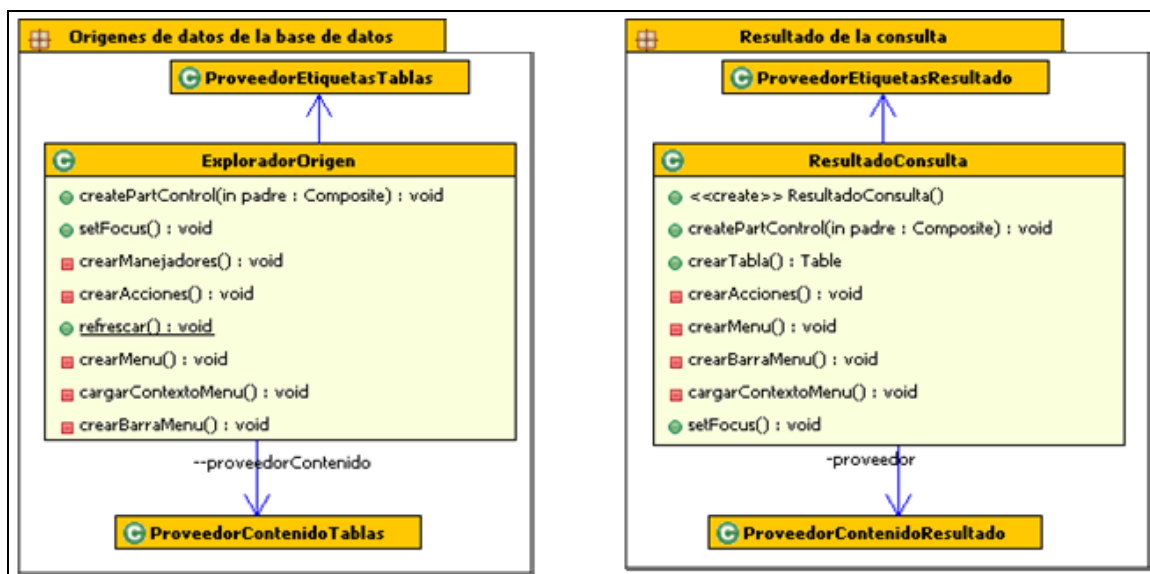 Origenes de datos de la base de datos
C ProveedorEtiquetasTablas
C ExploradorOrigen
createPartControl(in padre : Composite) : void
setFocus() : void
crearManejadores() : void
crearAcciones() : void
refrescar() : void
crearMenu() : void
cargarContextoMenu() : void
crearBarraMenu() : void
--proveedorContenido
C ProveedorContenidoTablas
Resultado de la consulta
C ProveedorEtiquetasResultado
C ResultadoConsulta
<<create>> ResultadoConsulta()
createPartControl(in padre : Composite) : void
crearTabla() : Table
crearAcciones() : void
crearMenu() : void
crearBarraMenu() : void
cargarContextoMenu() : void
setFocus() : void
-proveedor
C ProveedorContenidoResultado